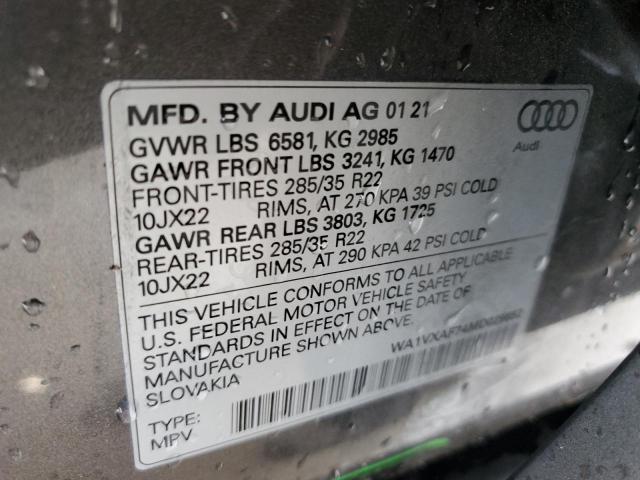 MFD. BY AUDI AG 01 21
GVWR LBS 6581, KG 2985
GAWR FRONT LBS 3241, KG 1470
FRONT-TIRES 285/35 R22
10JX22 RIMS, AT 270 KPA 39 PSI COLD
GAWR REAR LBS 3803, KG 1725
REAR-TIRES 285/35 R22
10JX22 RIMS, AT 290 KPA 42 PSI COLD
THIS VEHICLE CONFORMS TO ALL APPLICABLE
U.S. FEDERAL MOTOR VEHICLE SAFETY
STANDARDS IN EFFECT ON THE DATE OF
MANUFACTURE SHOWN ABOVE.
SLOVAKIA
TYPE:
MPV
Audi